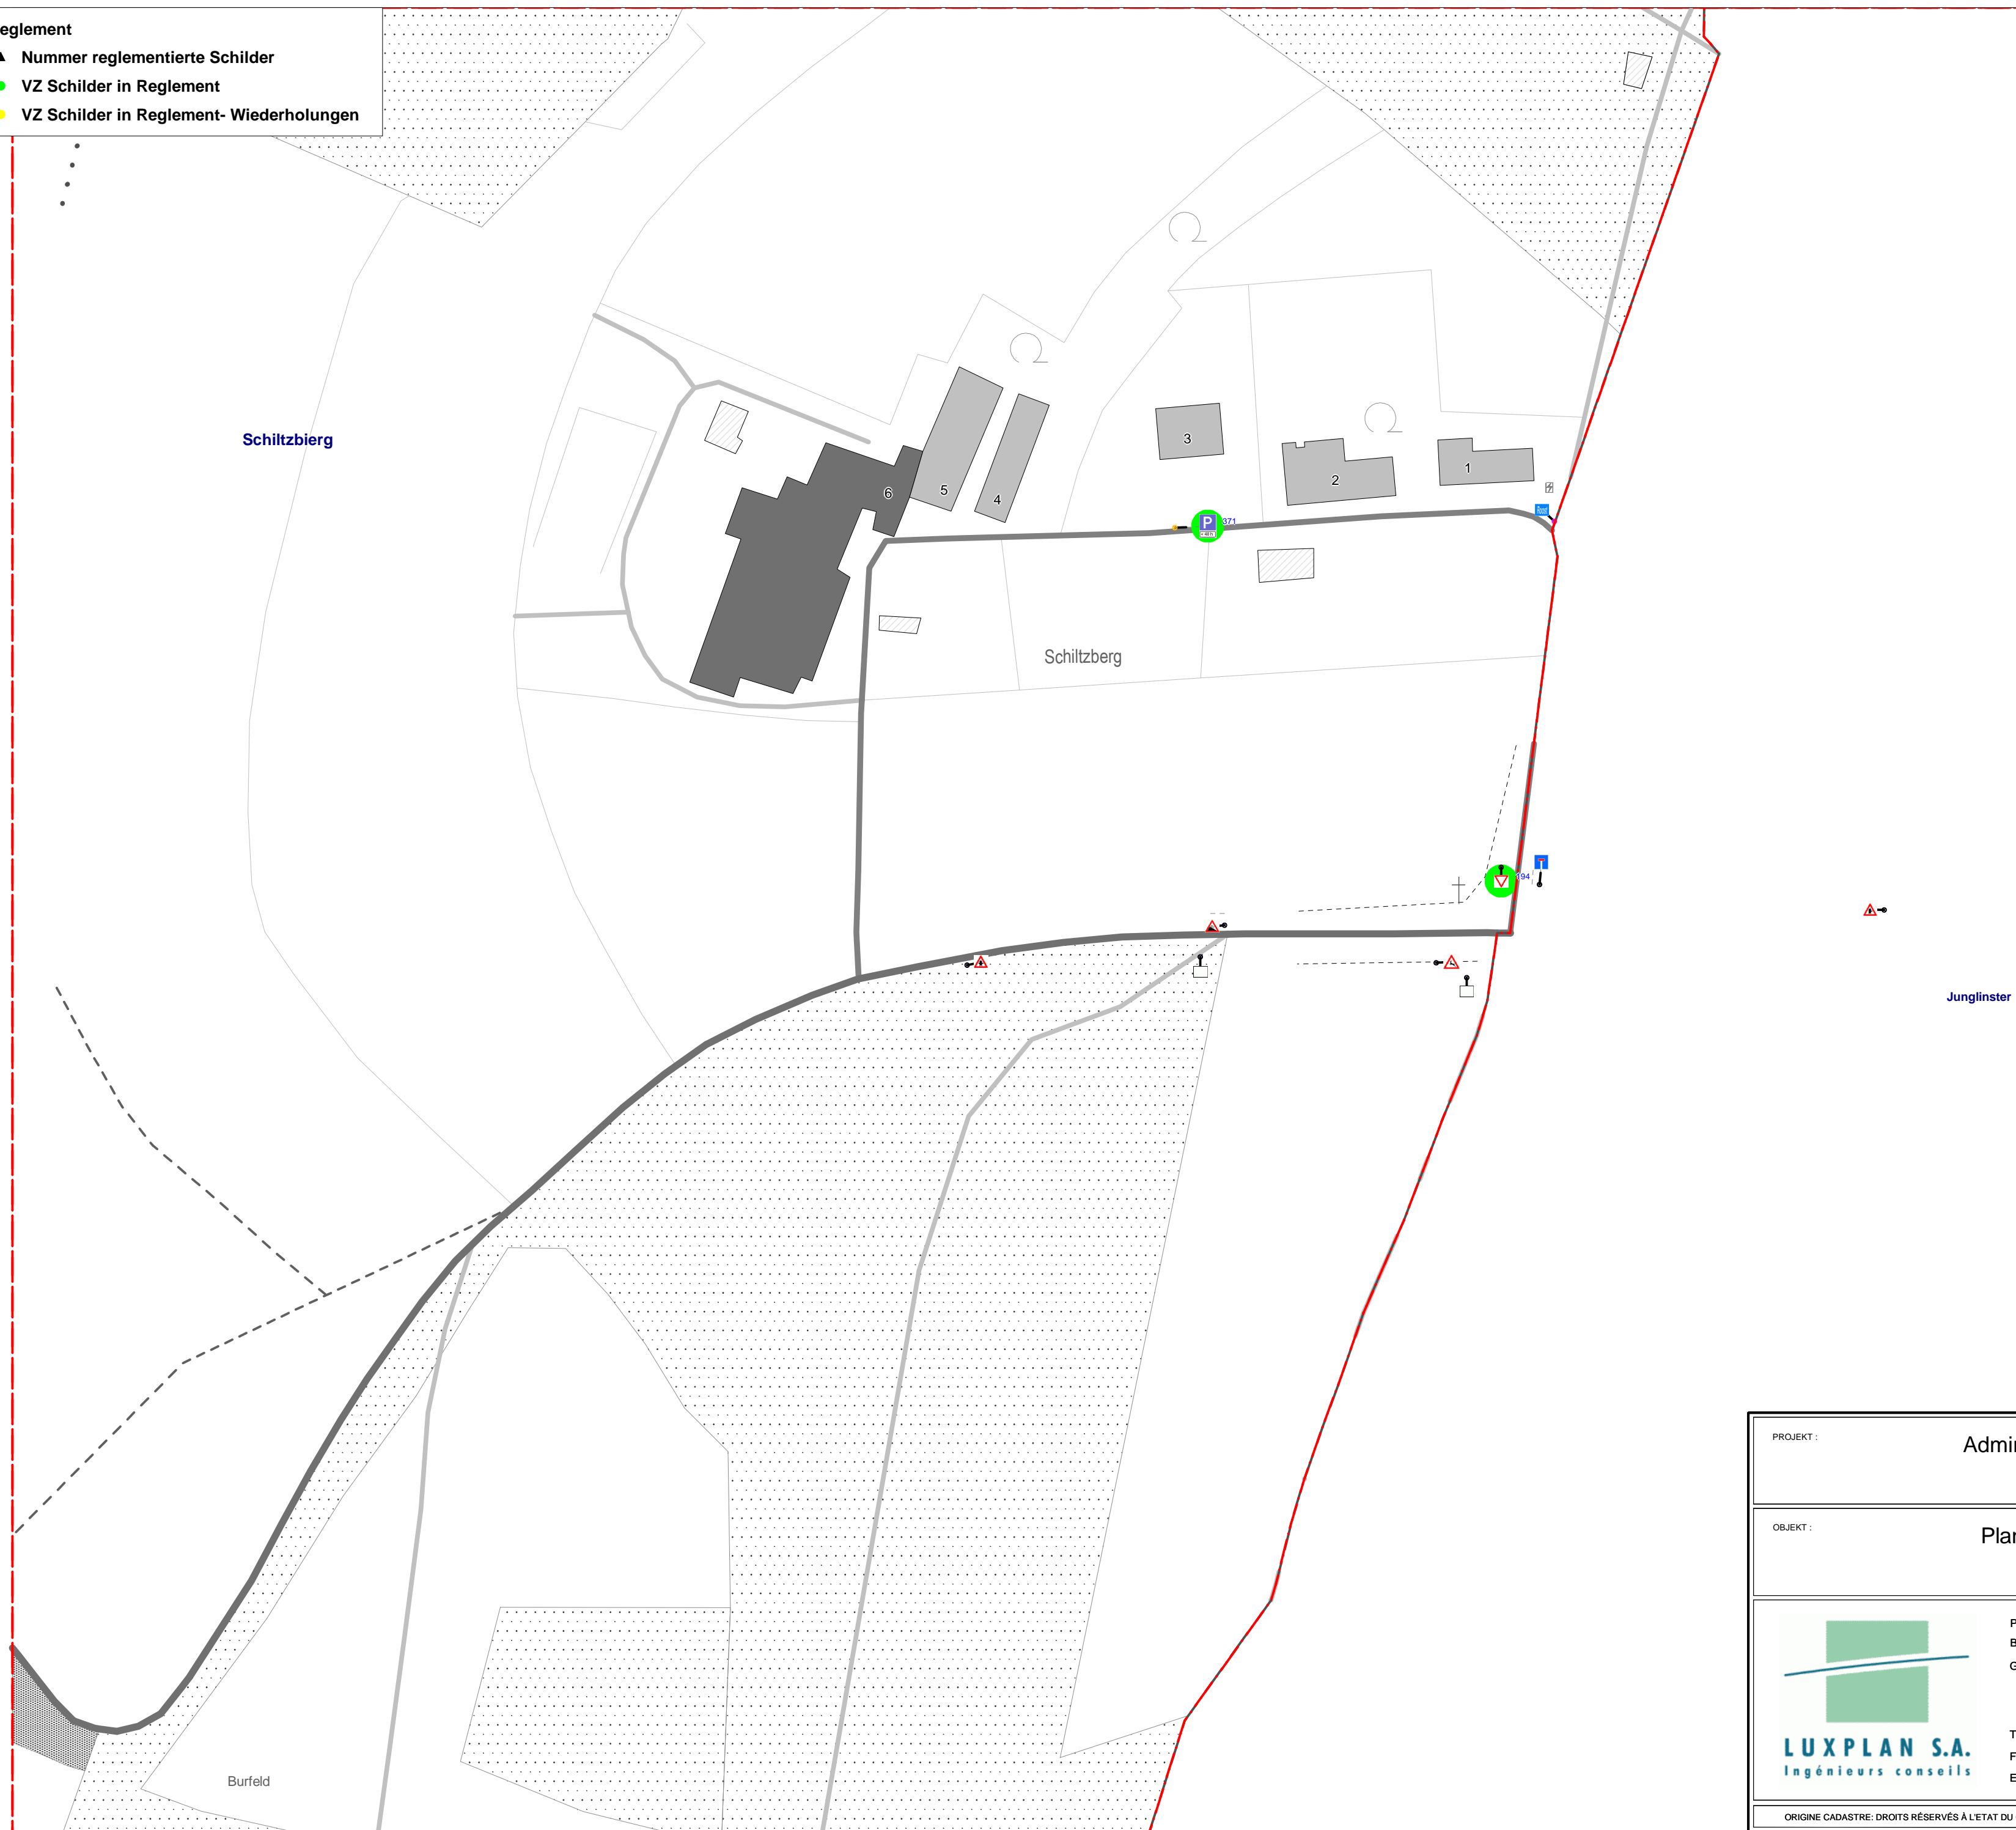 eglement
Nummer reglementierte Schilder
VZ Schilder in Reglement
VZ Schilder in Reglement- Wiederholungen
Schiltzbierg
3
1
2
6
5
4
P
371
Schiltzberg
194
Junglinster
PROJEKT :
Admi
OBJEKT :
Plar
P
B
G
T
F
E
LUXPLAN S.A.
Ingénieurs conseils
Burfeld
ORIGINE CADASTRE: DROITS RÉSERVÉS À L'ETAT DU